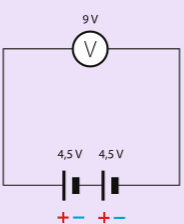 9 V
V
4,5 V 4,5 V
+ − + −